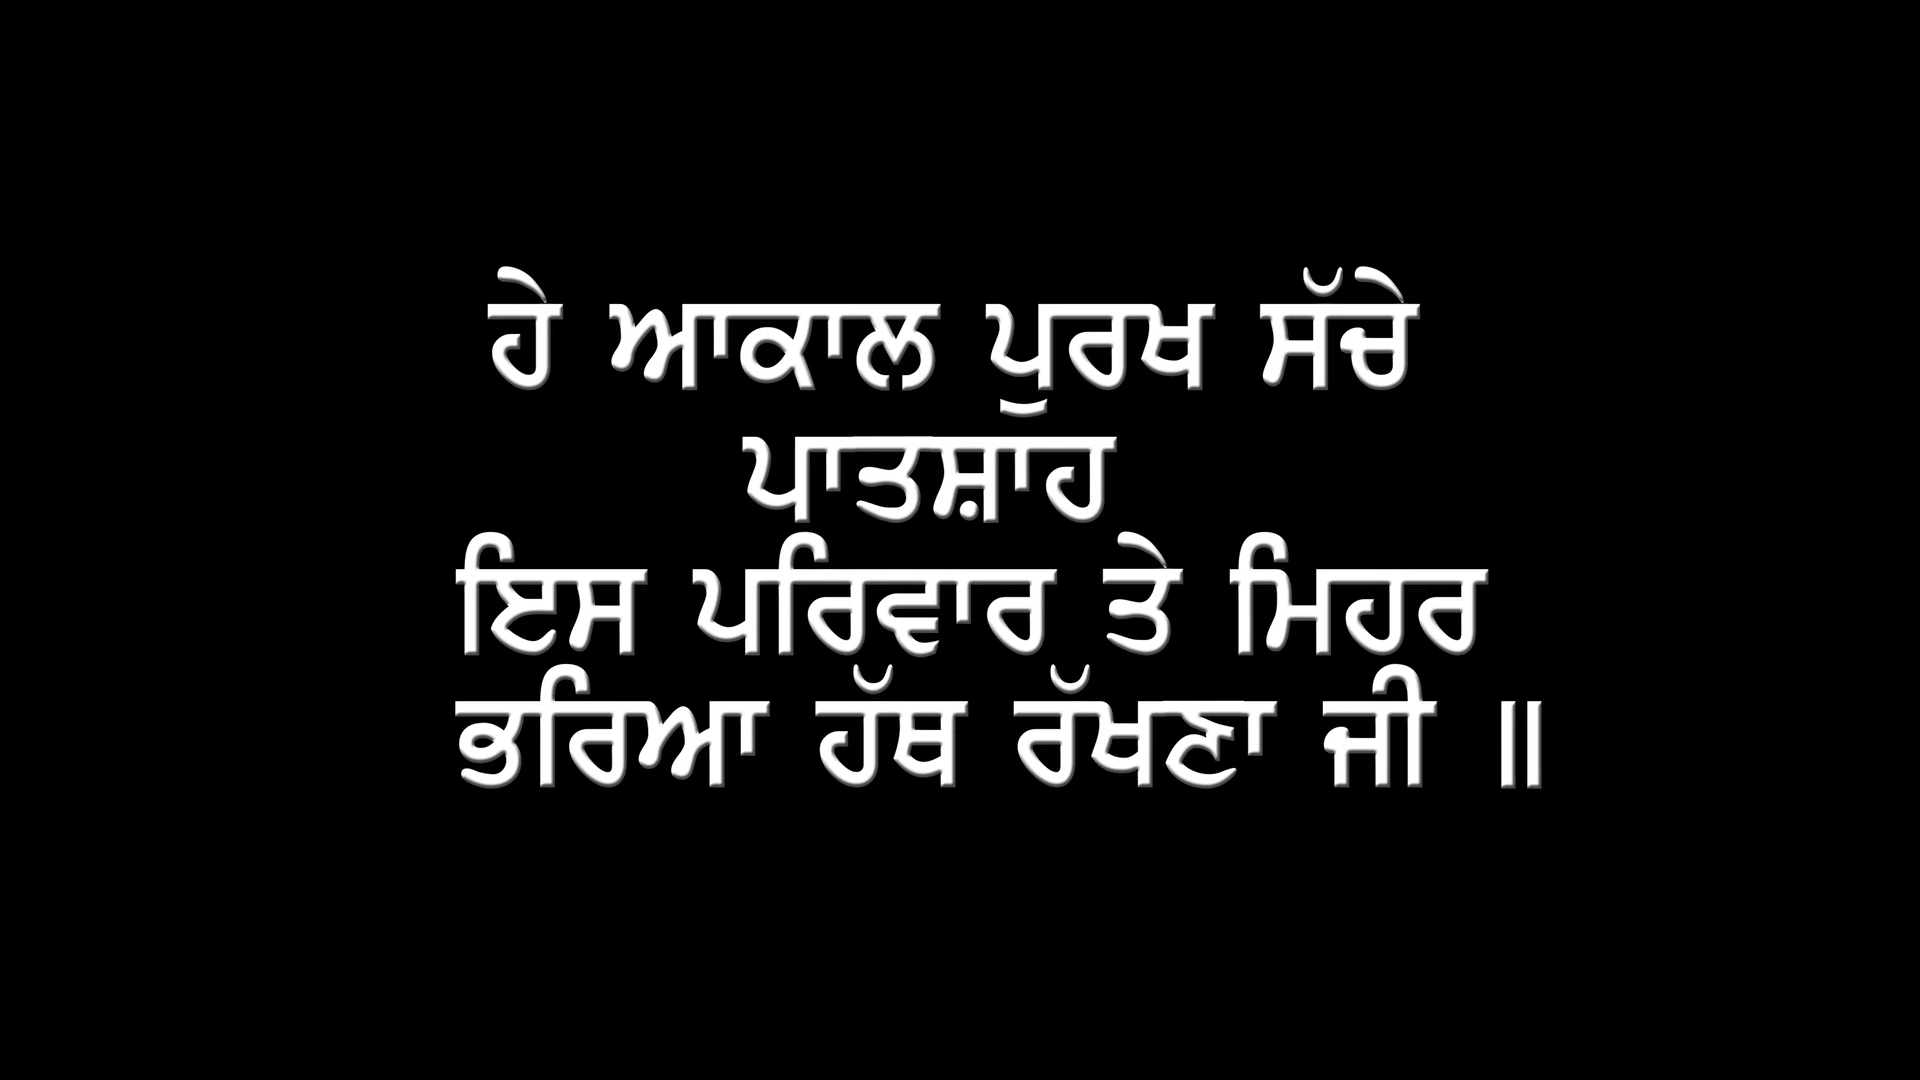 ਹੇ ਆਕਾਲ ਪੁਰਖ ਸੱਚੇ
ਪਾਤਸ਼ਾਹ
ਇਸ ਪਰਿਵਾਰ ਤੇ ਮਿਹਰ
ਭਰਿਆ ਹੱਥ ਰੱਖਣਾ ਜੀ ॥